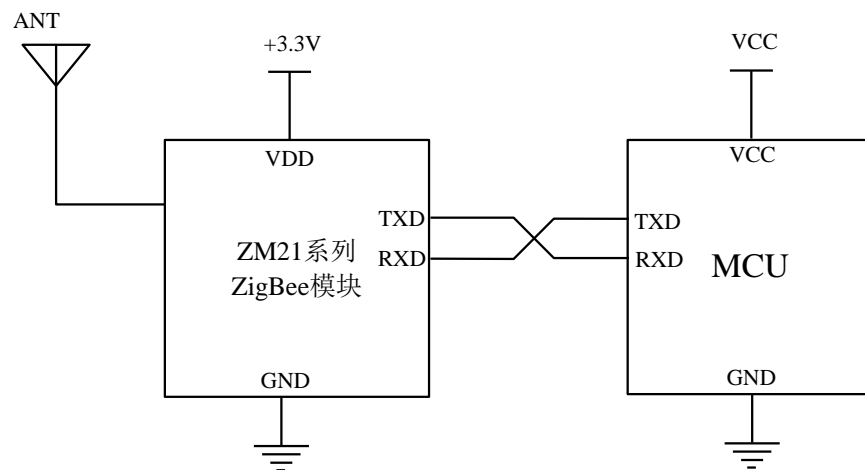 ANT
+3.3V
VCC
VDD
VCC
TXD
TXD
ZM21系列
RXD
RXD
MCU
ZigBee模块
GND
GND